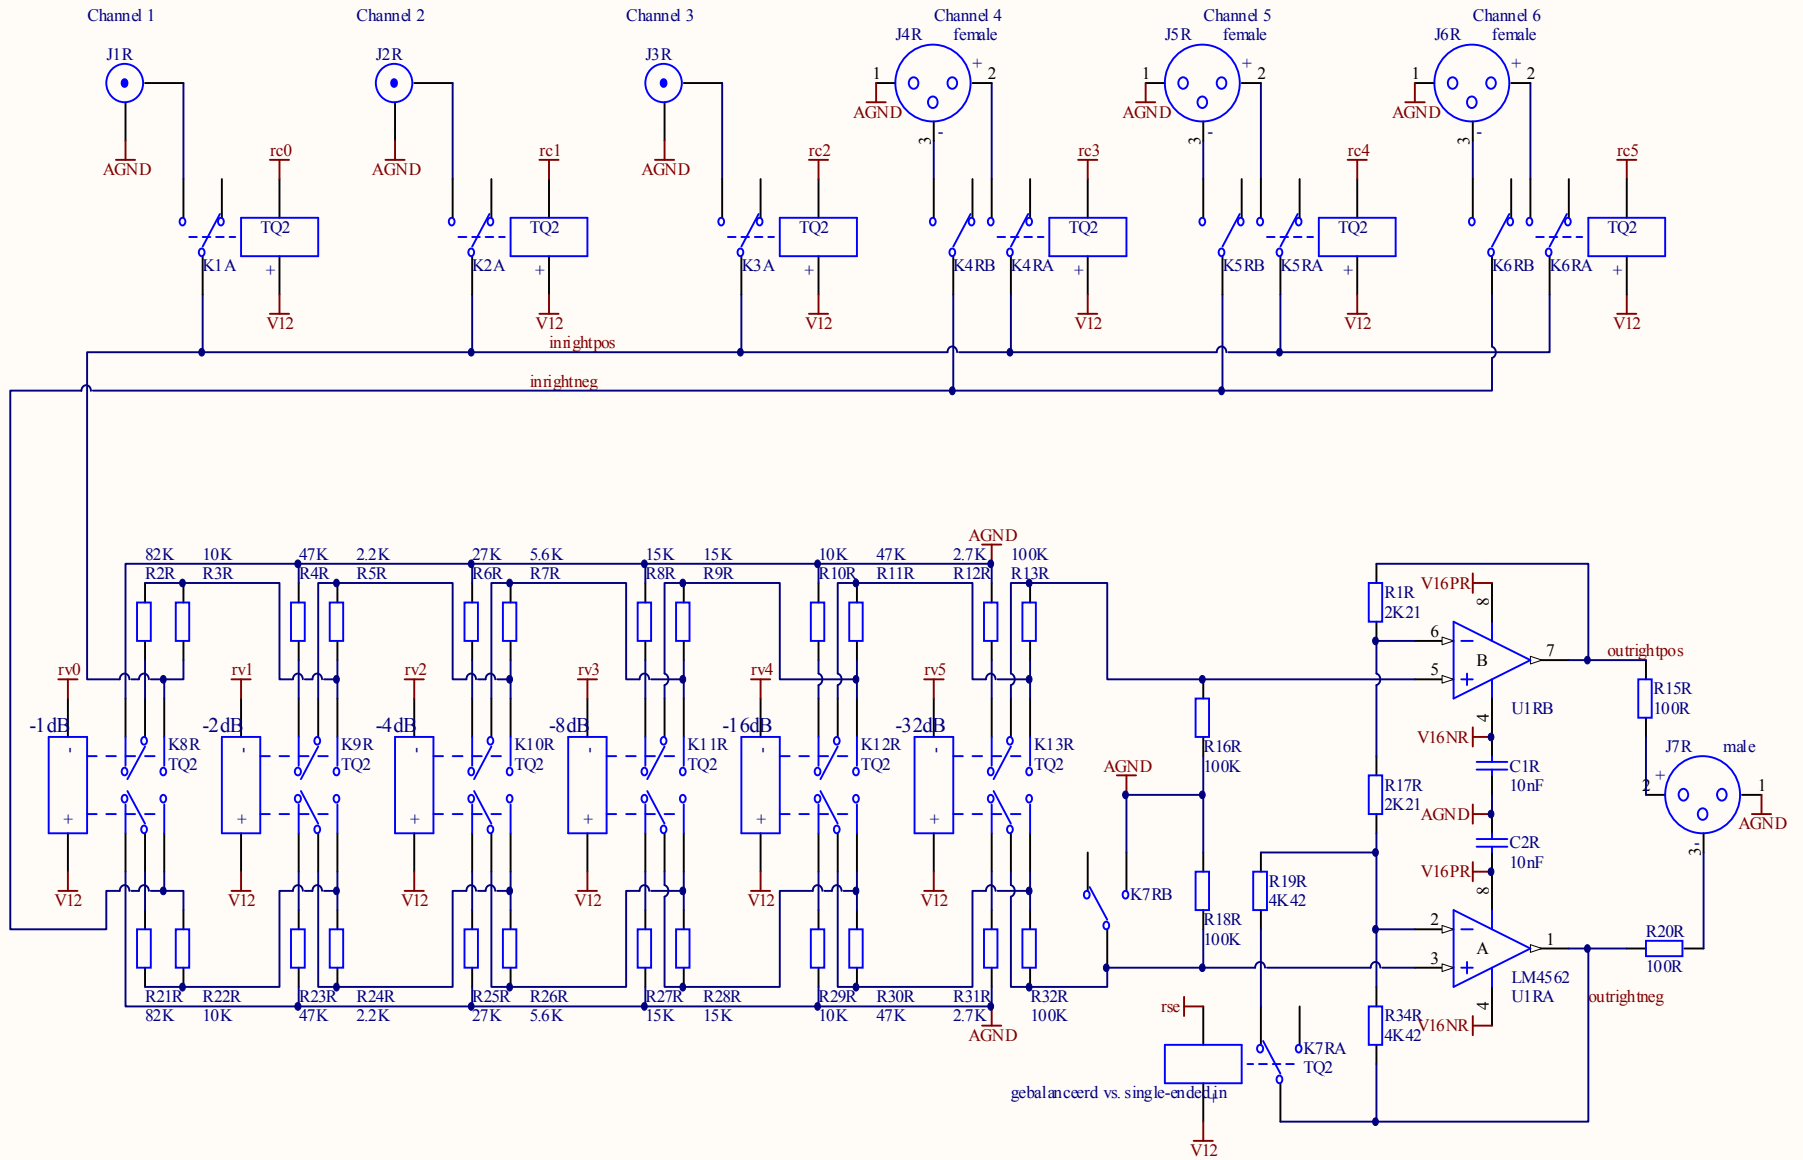 Channel 1
Channel 2
Channel 3
Channel 4
Channel 5
Channel 6
J1R
J2R
J3R
J4R
female
J5R
female
J6R
female
1
+
2
1
+
2
1
+
2
AGND
AGND
AGND
3
-
3
-
3
-
AGND
AGND
AGND
rc0
rc1
rc2
rc3
rc4
rc5
TQ2
TQ2
TQ2
TQ2
TQ2
TQ2
K1A
+
K2A
+
K3A
+
K4RB
K4RA
+
K5RB
K5RA
+
K6RB
K6RA
+
V12
V12
V12
V12
V12
V12
inrightpos
inrightneg
AGND
82K
10K
47K
2.2K
27K
5.6K
15K
15K
10K
47K
2.7K
100K
R2R
R3R
R4R
R5R
R6R
R7R
R8R
R9R
R10R
R11R
R12R
R13R
rv0
rv1
rv2
rv3
rv4
rv5
-1dB
-2dB
-4dB
-8dB
-16dB
-32dB
K8R
TQ2
K9R
TQ2
K10R
TQ2
K11R
TQ2
K12R
TQ2
K13R
TQ2
+
+
+
+
+
+
V12
V12
V12
V12
V12
V12
R21R
R22R
R23R
R24R
R25R
R26R
R27R
R28R
R29R
R30R
R31R
R32R
82K
10K
47K
2.2K
27K
5.6K
15K
15K
10K
47K
2.7K
100K
AGND
R1R
2K21
V16PR
8
6
5
B
7
outrightpos
U1RB
4
V16NR
R15R
100R
R16R
100K
AGND
R17R
2K21
C1R
10nF
AGND
C2R
10nF
V16PR
8
J7R
male
+
2
1
AGND
3
-
K7RB
R18R
100K
R19R
4K42
2
3
A
1
LM4562
U1RA
4
V16NR
R20R
100R
outrightneg
R34R
4K42
rse
K7RA
TQ2
gebalanceerd vs. single-ended in
+
V12